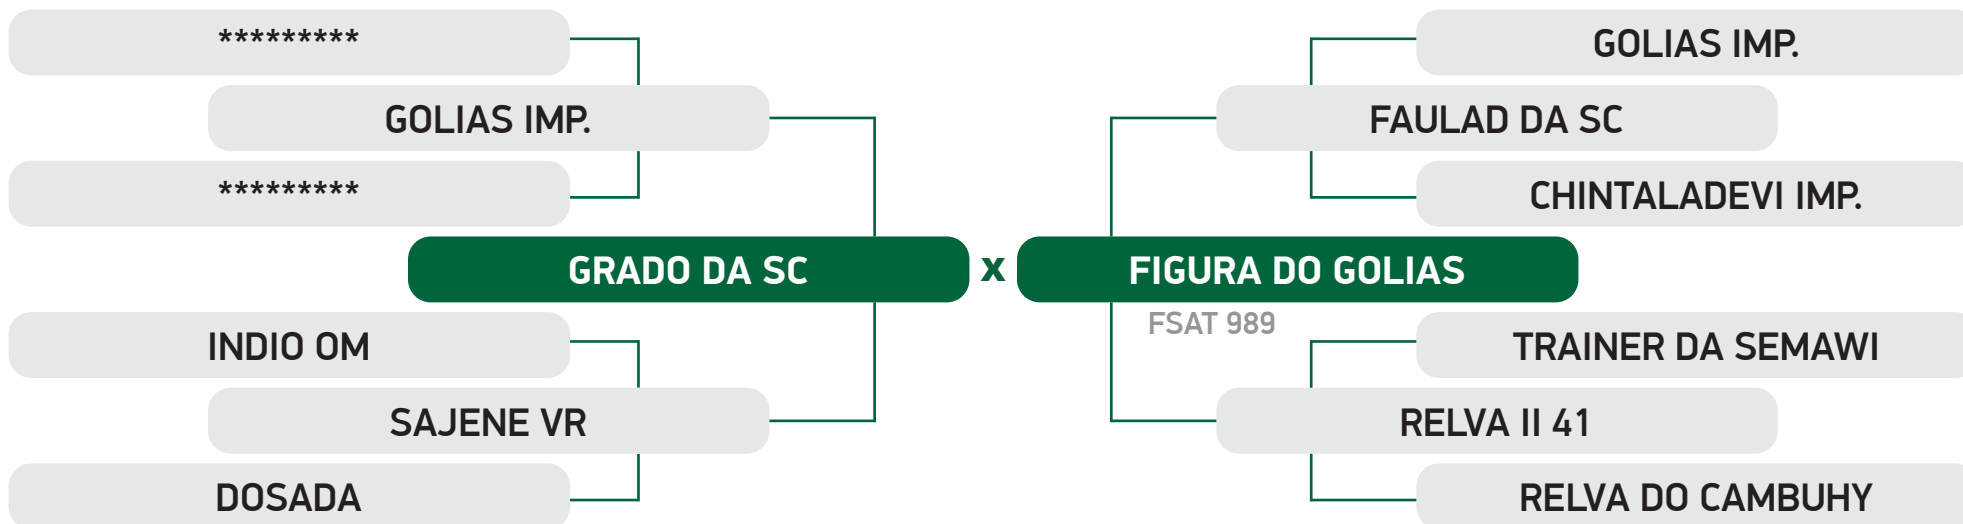 *********
GOLIAS IMP.
GOLIAS IMP.
FAULAD DA SC
*********
CHINTALADEVI IMP.
GRADO DA SC x FIGURA DO GOLIAS
FSAT 989
INDIO OM
TRAINER DA SEMAWI
SAJENE VR
RELVA II 41
DOSADA
RELVA DO CAMBUHY